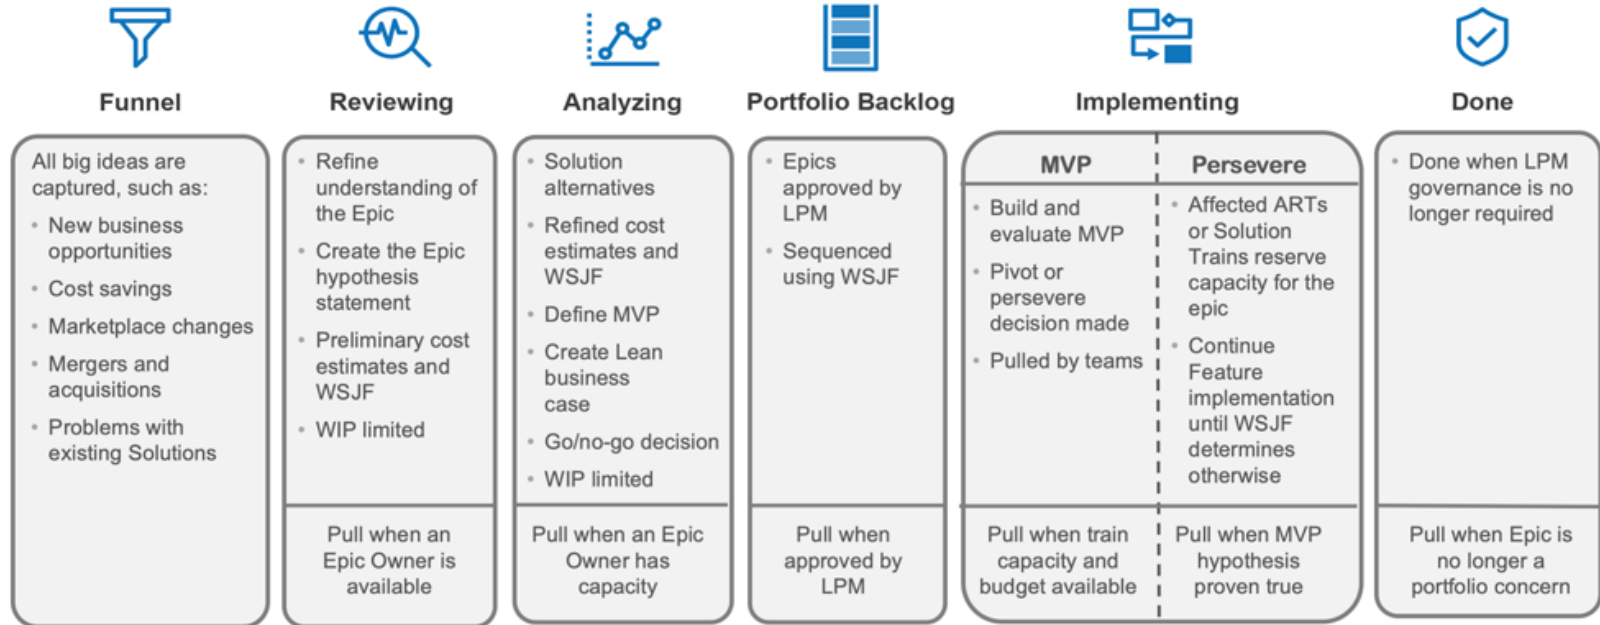 Funnel
All big ideas are
captured, such as:
• New business
opportunities
• Cost savings
• Marketplace changes
• Mergers and
acquisitions
• Problems with
existing Solutions
Reviewing
• Refine
understanding of
the Epic
• Create the Epic
hypothesis
statement
• Preliminary cost
estimates and
WSJF
• WIP limited
Pull when an
Epic Owner is
available
Analyzing
• Solution
alternatives
• Refined cost
estimates and
WSJF
• Define MVP
• Create Lean
business
case
• Go/no-go decision
• WIP limited
Pull when an Epic
Owner has
capacity
Portfolio Backlog
• Epics
approved by
LPM
• Sequenced
using WSJF
Pull when
approved by
LPM
Implementing
MVP
• Build and
evaluate MVP
• Pivot or
persevere
decision made
• Pulled by teams
Pull when train
capacity and
budget available
Persevere
• Affected ARTs
or Solution
Trains reserve
capacity for the
epic
• Continue
Feature
implementation
until WSJF
determines
otherwise
Pull when MVP
hypothesis
proven true
Done
• Done when LPM
governance is no
longer required
Pull when Epic is
no longer a
portfolio concern